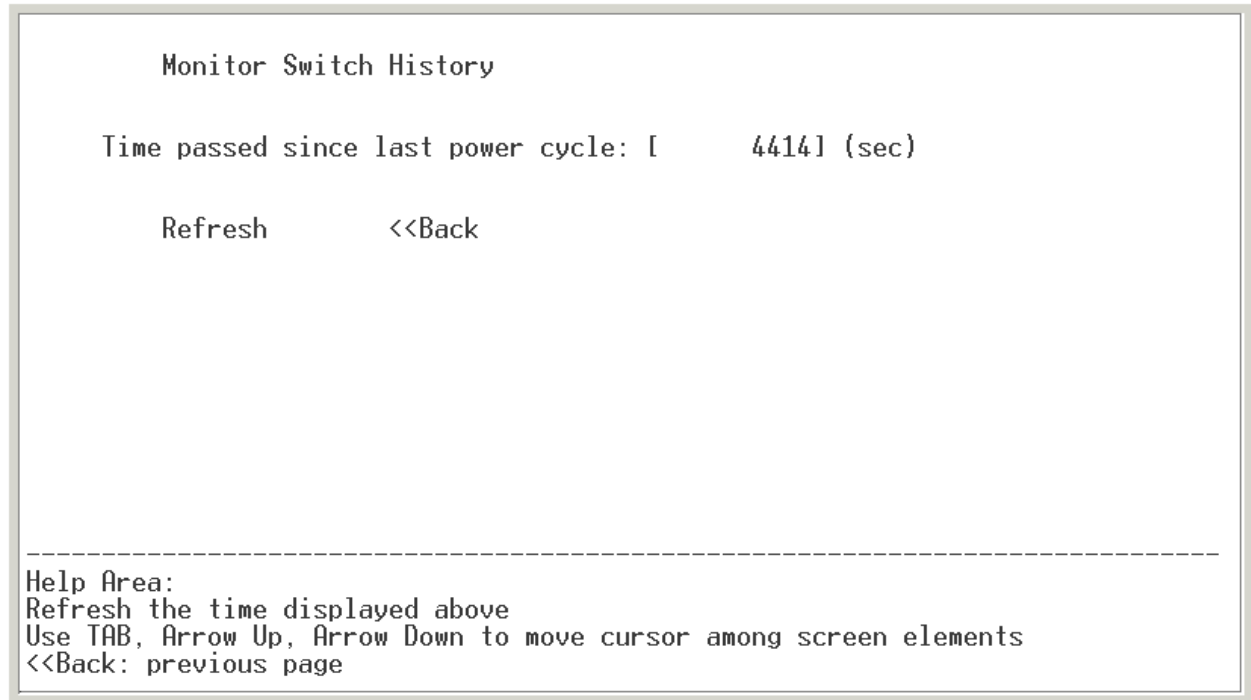 Monitor Switch History
Time passed since last power cycle: [      4414] (sec)
Refresh        <<Back
--------------------------------------------------------------------------------
Help Area:
Refresh the time displayed above
Use TAB, Arrow Up, Arrow Down to move cursor among screen elements
<<Back: previous page